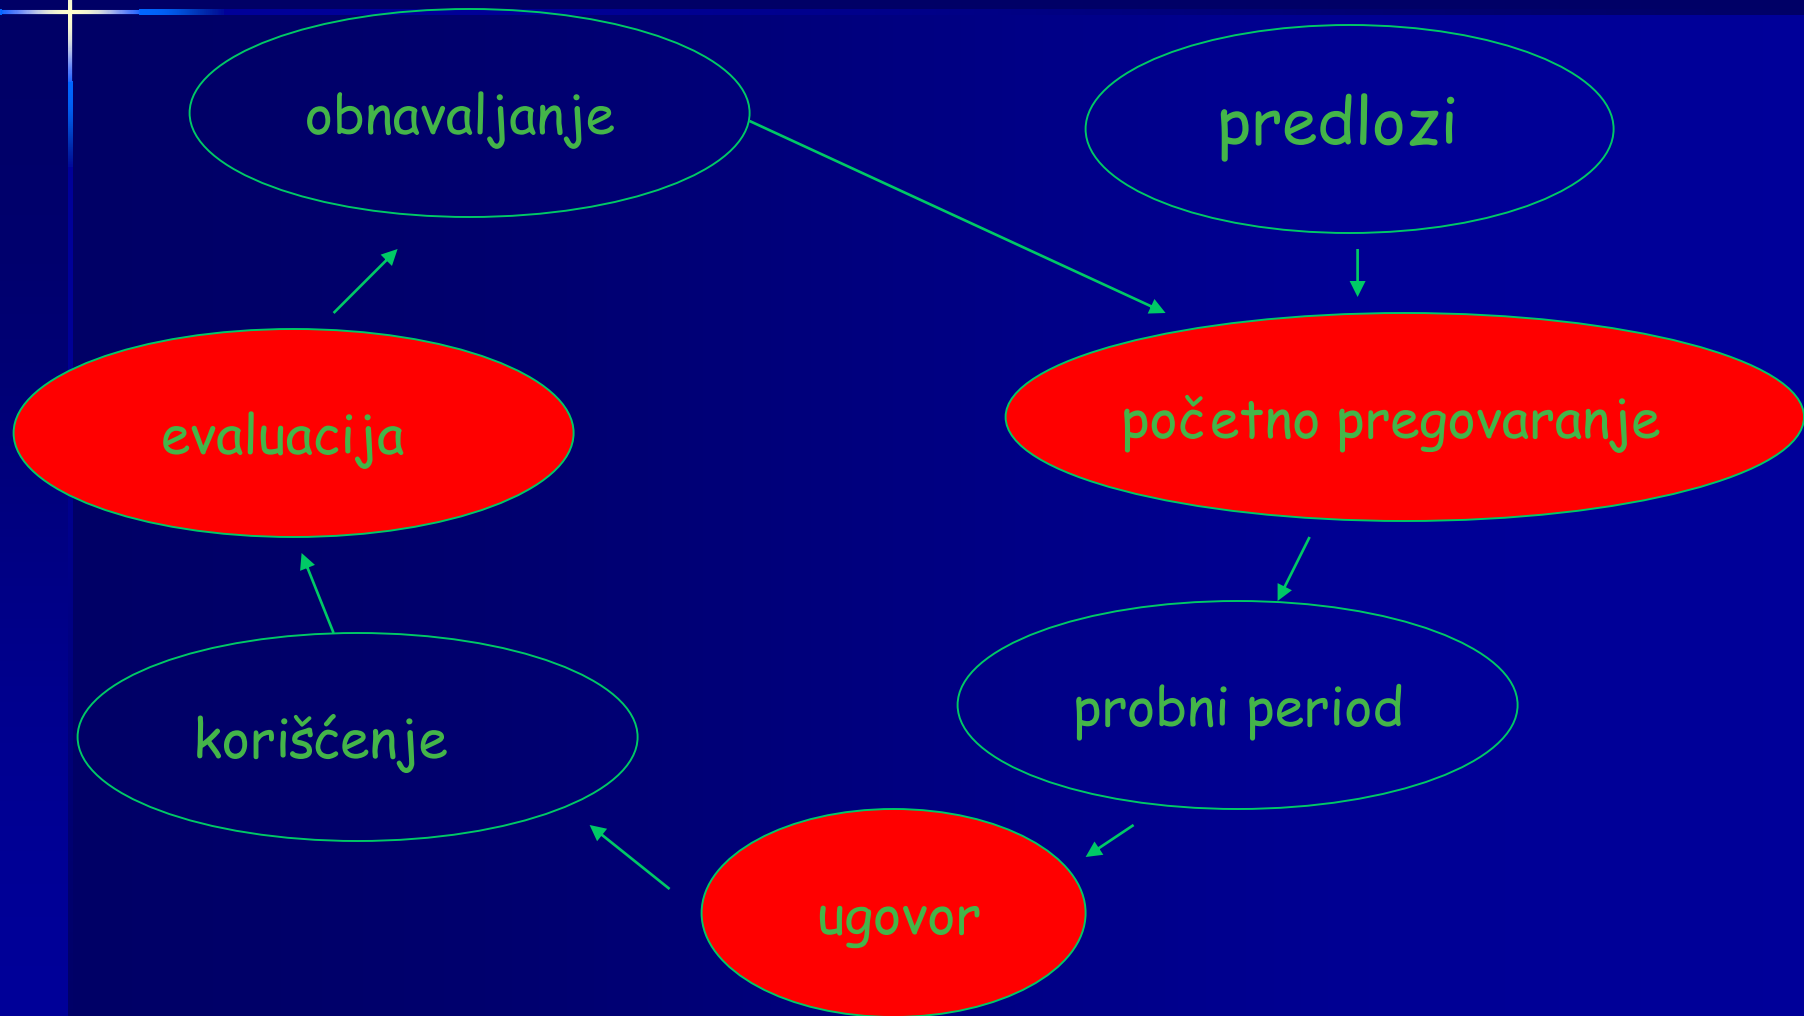 obnavaljanje
predlozi
evaluacija
početno pregovaranje
korišćenje
probni period
ugovor